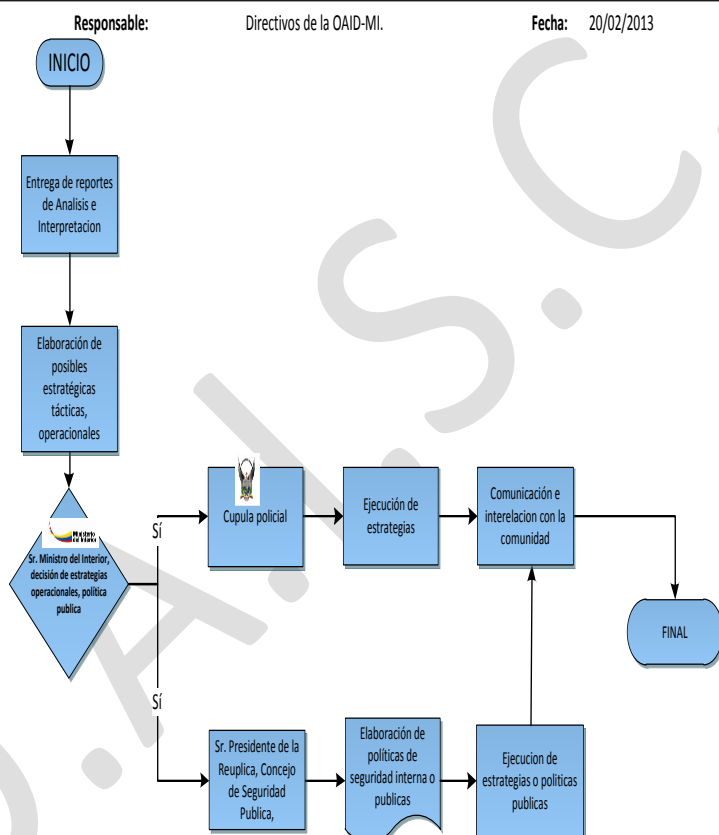 Responsable: Directivos de la OAID-MI. Fecha: 20/02/2013
INICIO
Entrega de reportes
de Analisis e
Interpretacion
Elaboración de
posibles
estratégicas
tácticas,
operacionales
Ministerio
del Interior
Sr. Ministro del Interior,
decisión de estrategias
operacionales, política
publica
Sí
Cupula policial
Ejecución de
estrategias
Comunicación e
interelacion con la
comunidad
FINAL
Sí
Sr. Presidente de la
Reuplica, Concejo
de Seguridad
Publica,
Elaboración de
políticas de
seguridad interna o
publicas
Ejecucion de
estrategias o politicas
publicas
D.A.I.S.C.